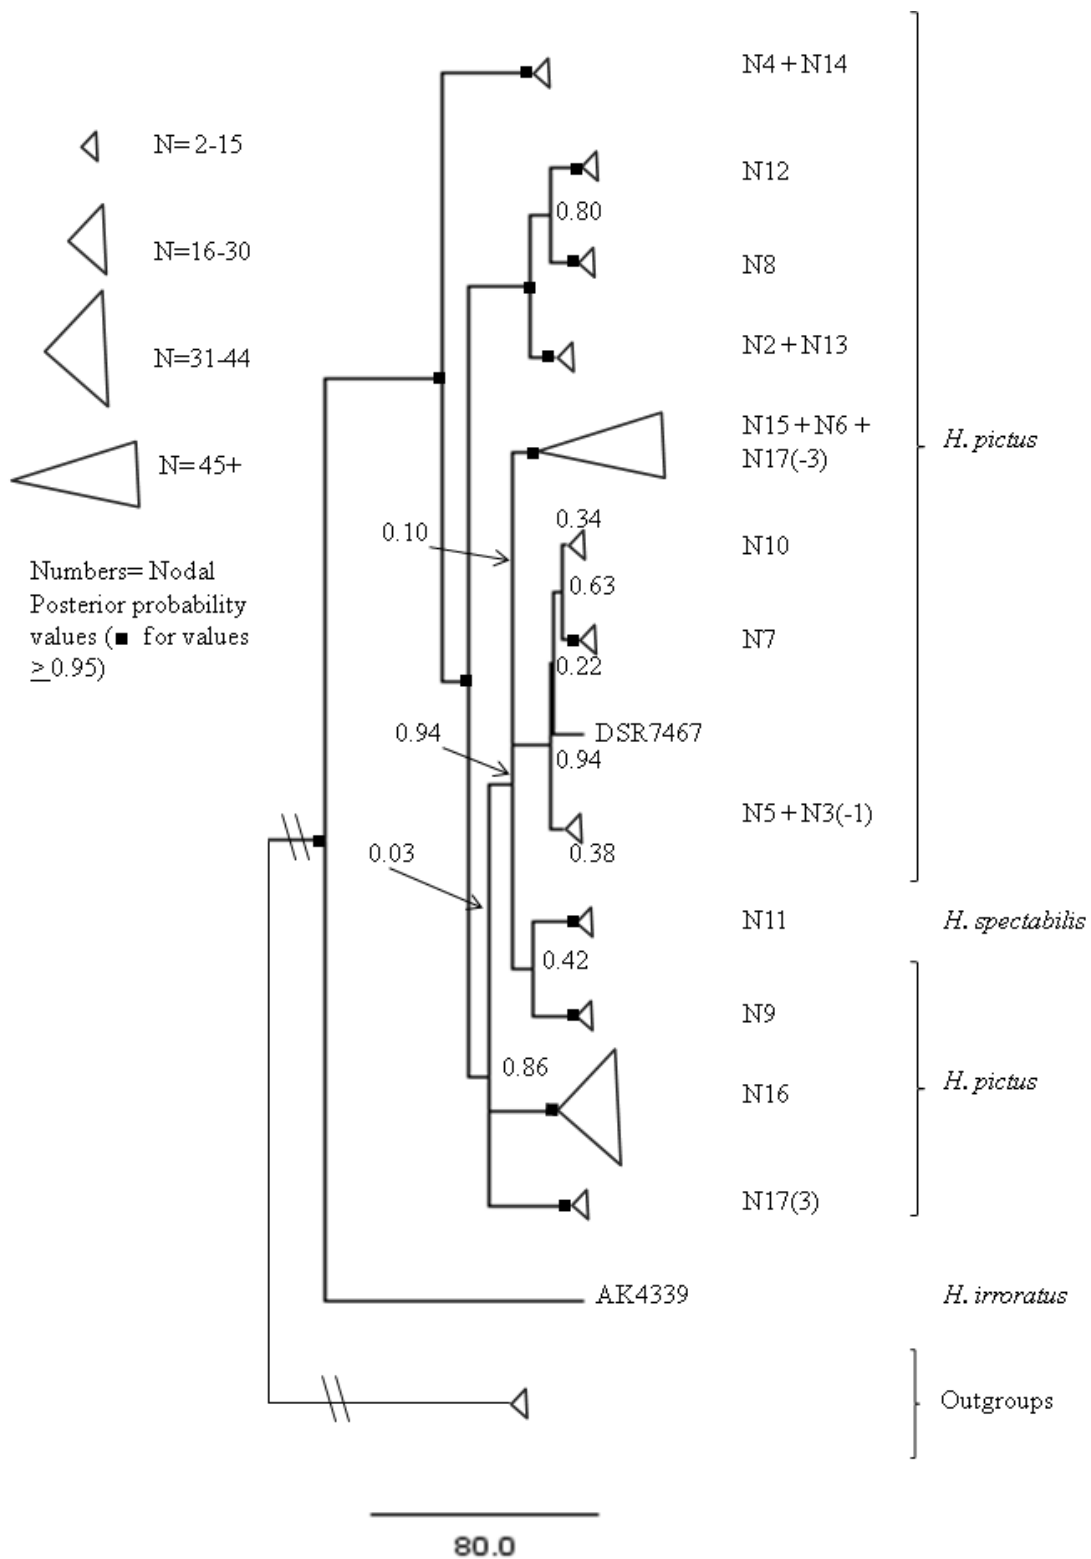 N4 + N14
N= 2-15
N12
0.80
N=16-30
N8
N2 + N13
N=31-44
N15 + N6 +
N17(-3)
H. pictus
N= 45+
0.34
0.10
N10
Numbers= Nodal
Posterior probability
values (■ for values
≥0.95)
0.63
N7
0.22
0.94
DSR7467
0.94
N5 + N3(-1)
0.38
0.03
N11
H. spectabilis
0.42
N9
0.86
H. pictus
N16
N17(3)
AK4339
H. irroratus
Outgroups
80.0